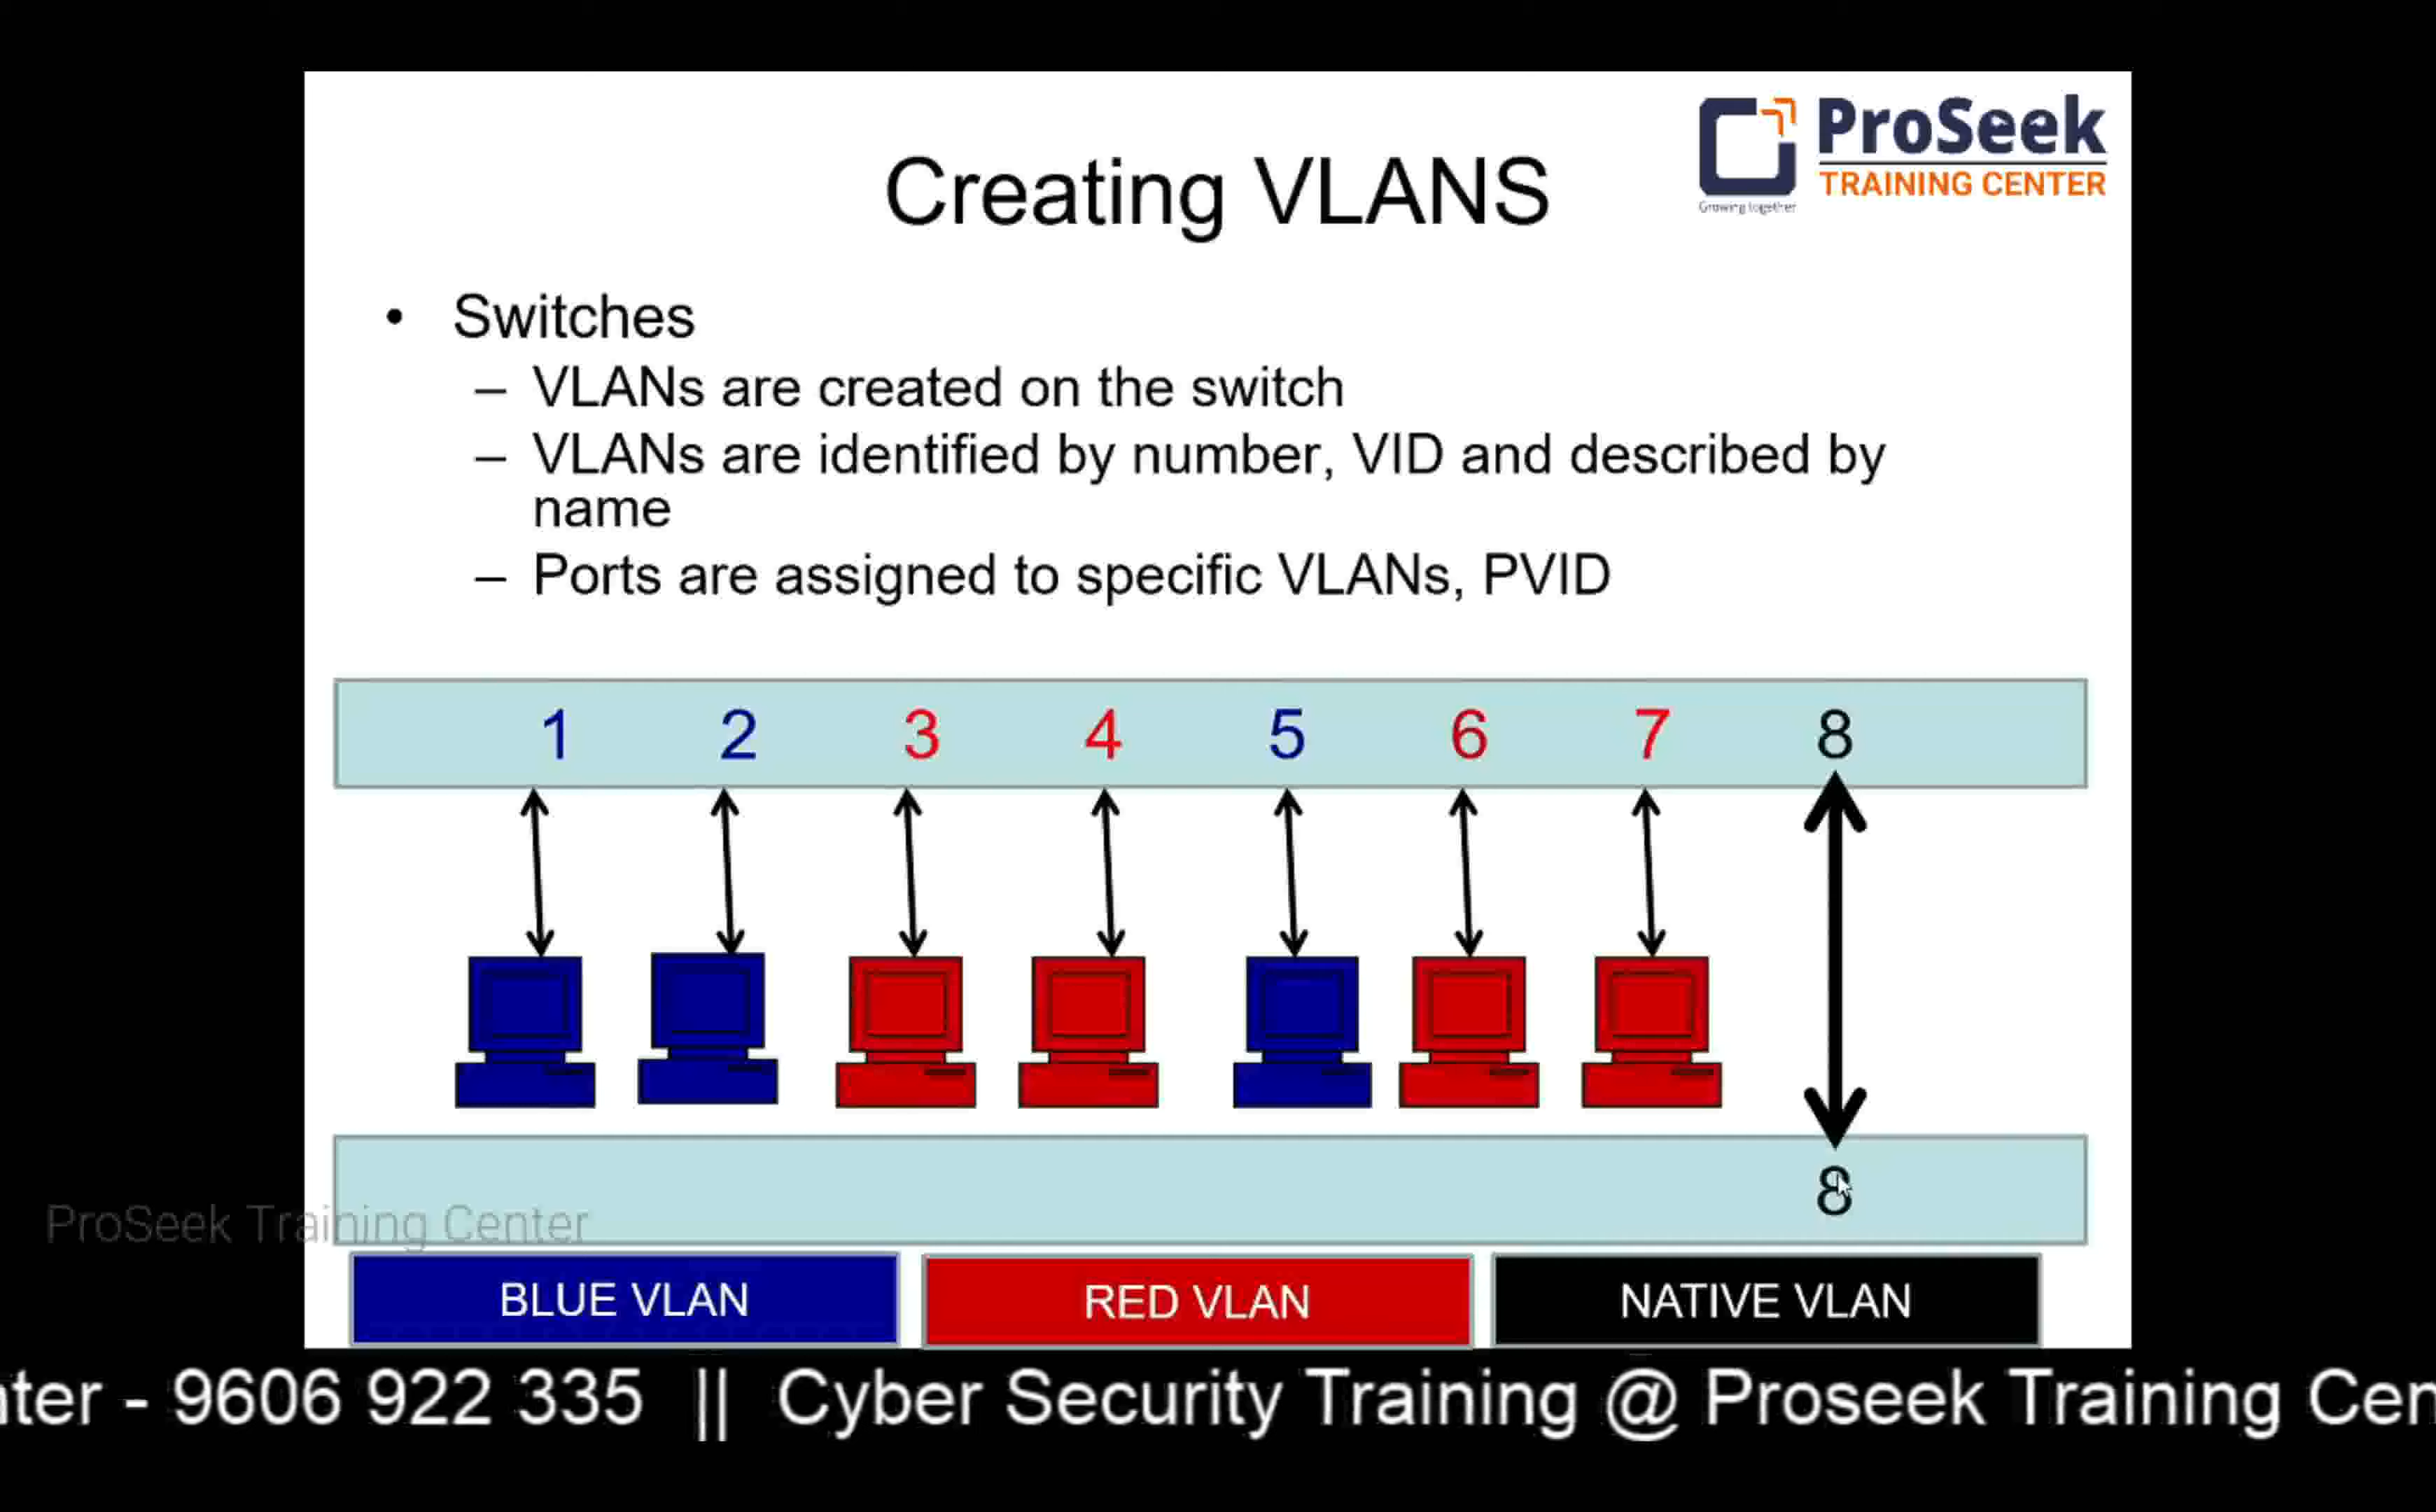 ProSeek
TRAINING CENTER
Growing together
Creating VLANS
• Switches
– VLANs are created on the switch
– VLANs are identified by number, VID and described by
name
– Ports are assigned to specific VLANs, PVID
1 2 3 4 5 6 7 8
8
ProSeek Training Center
BLUE VLAN RED VLAN NATIVE VLAN
nter - 9606 922 335 || Cyber Security Training @ Proseek Training Cen